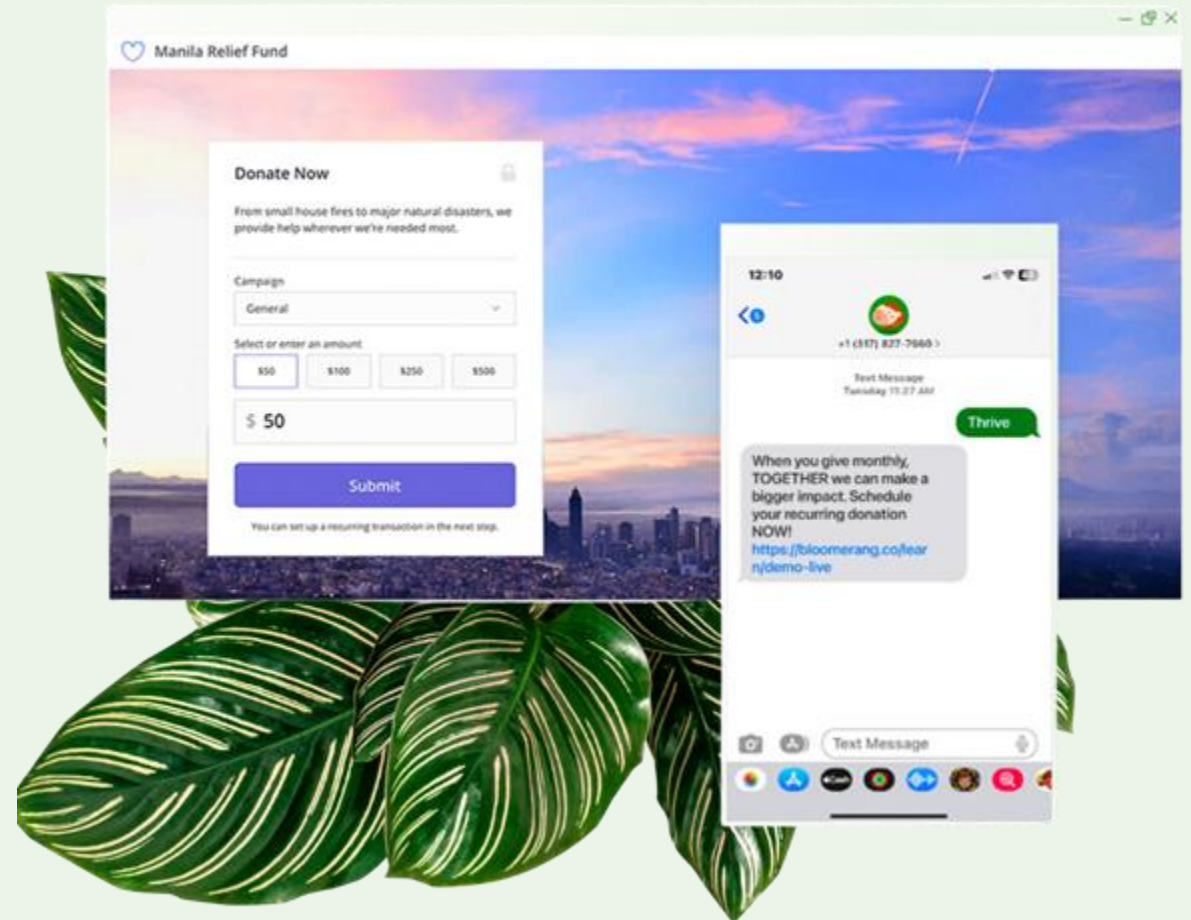 Manila Relief Fund
Donate Now
From small house fires to major natural disasters, we
provide help wherever we're needed most.
Campaign
General
Select or enter an amount
$50
$100
$250
$500
$ 50
Submit
You can set up a recurring transaction in the next step.
12:10
+1 (317) 827-7660 >
Text Message
Tuesday 11:27 AM
Thrive
When you give monthly,
TOGETHER we can make a
bigger impact. Schedule
your recurring donation
NOW!
https://bloomerang.co/lear
n/demo-live
Text Message